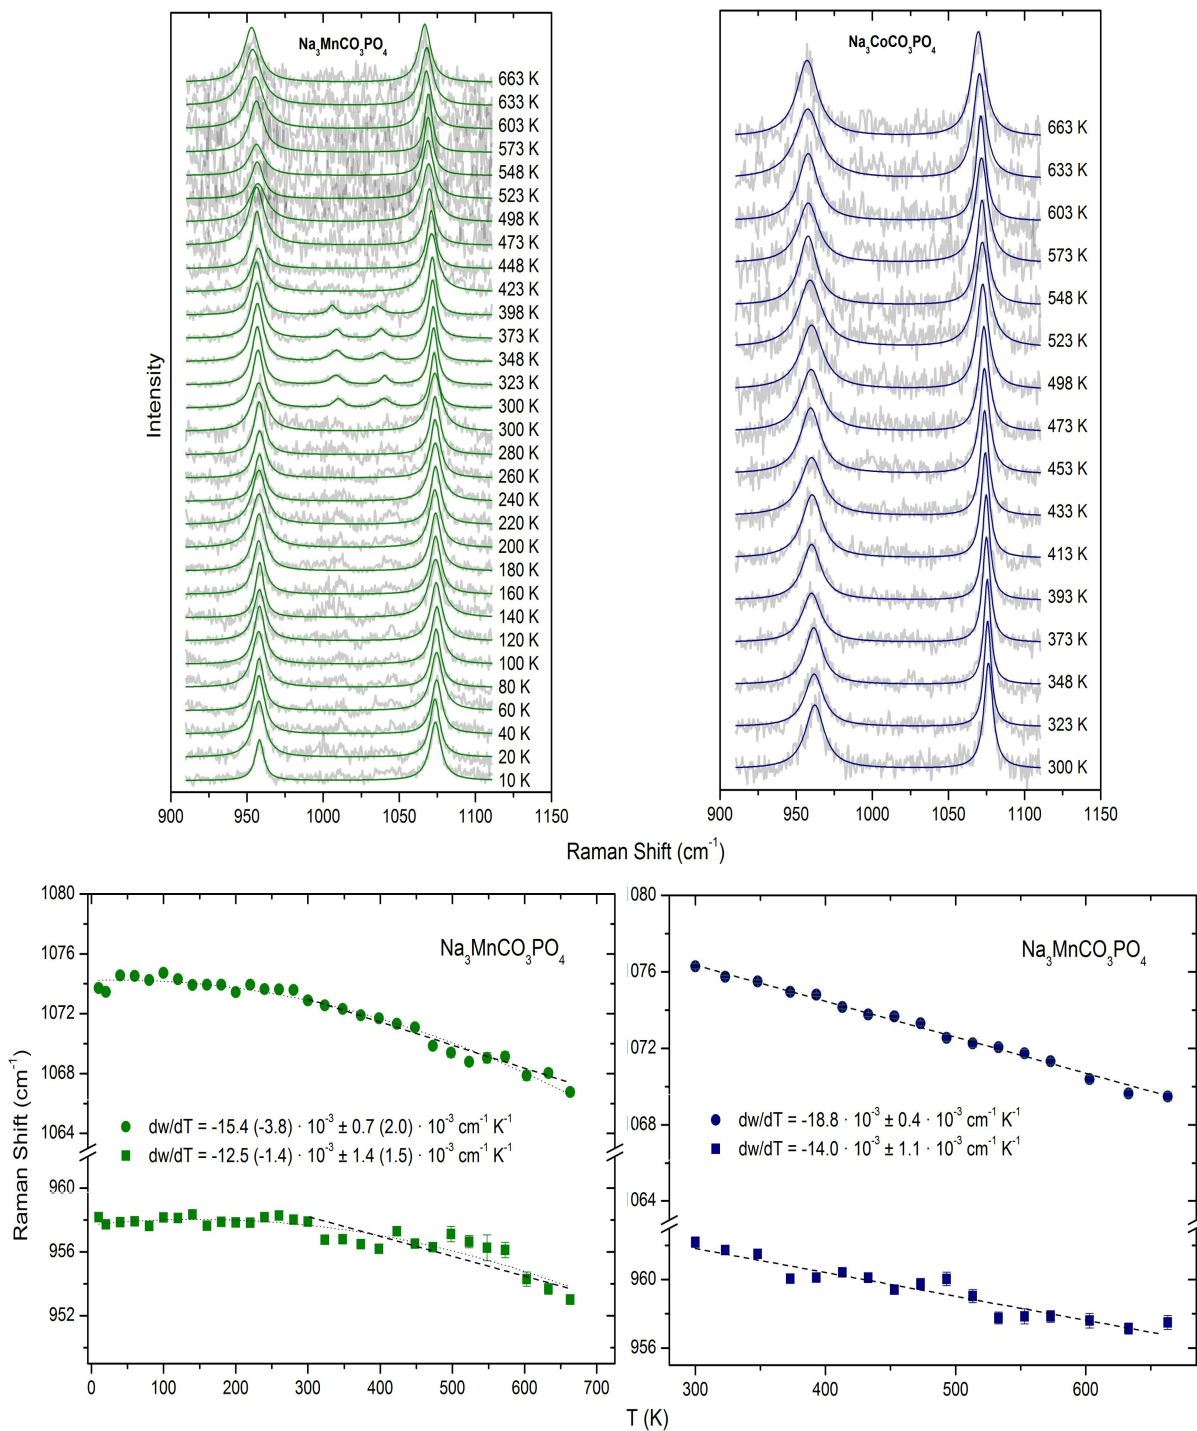 Na3MnCO3PO4
663 K
633 K
603 K
573 K
548 K
523 K
498 K
473 K
448 K
423 K
398 K
373 K
348 K
323 K
300 K
300 K
280 K
260 K
240 K
220 K
200 K
180 K
160 K
140 K
120 K
100 K
80 K
60 K
40 K
20 K
10 K
Intensity
900 950 1000 1050 1100 1150
Na3CoCO3PO4
663 K
633 K
603 K
573 K
548 K
523 K
498 K
473 K
453 K
433 K
413 K
393 K
373 K
348 K
323 K
300 K
900 950 1000 1050 1100 1150
Raman Shift (cm-1)
Raman Shift (cm-1)
1080
1076
1072
1068
1064
960
956
952
Na3MnCO3PO4
dw/dT = -15.4 (-3.8) · 10-3 ± 0.7 (2.0) · 10-3 cm-1 K-1
dw/dT = -12.5 (-1.4) · 10-3 ± 1.4 (1.5) · 10-3 cm-1 K-1
0 100 200 300 400 500 600 700
080
076
072
068
064
960
956
Na3MnCO3PO4
dw/dT = -18.8 · 10-3 ± 0.4 · 10-3 cm-1 K-1
dw/dT = -14.0 · 10-3 ± 1.1 · 10-3 cm-1 K-1
300 400 500 600
T (K)